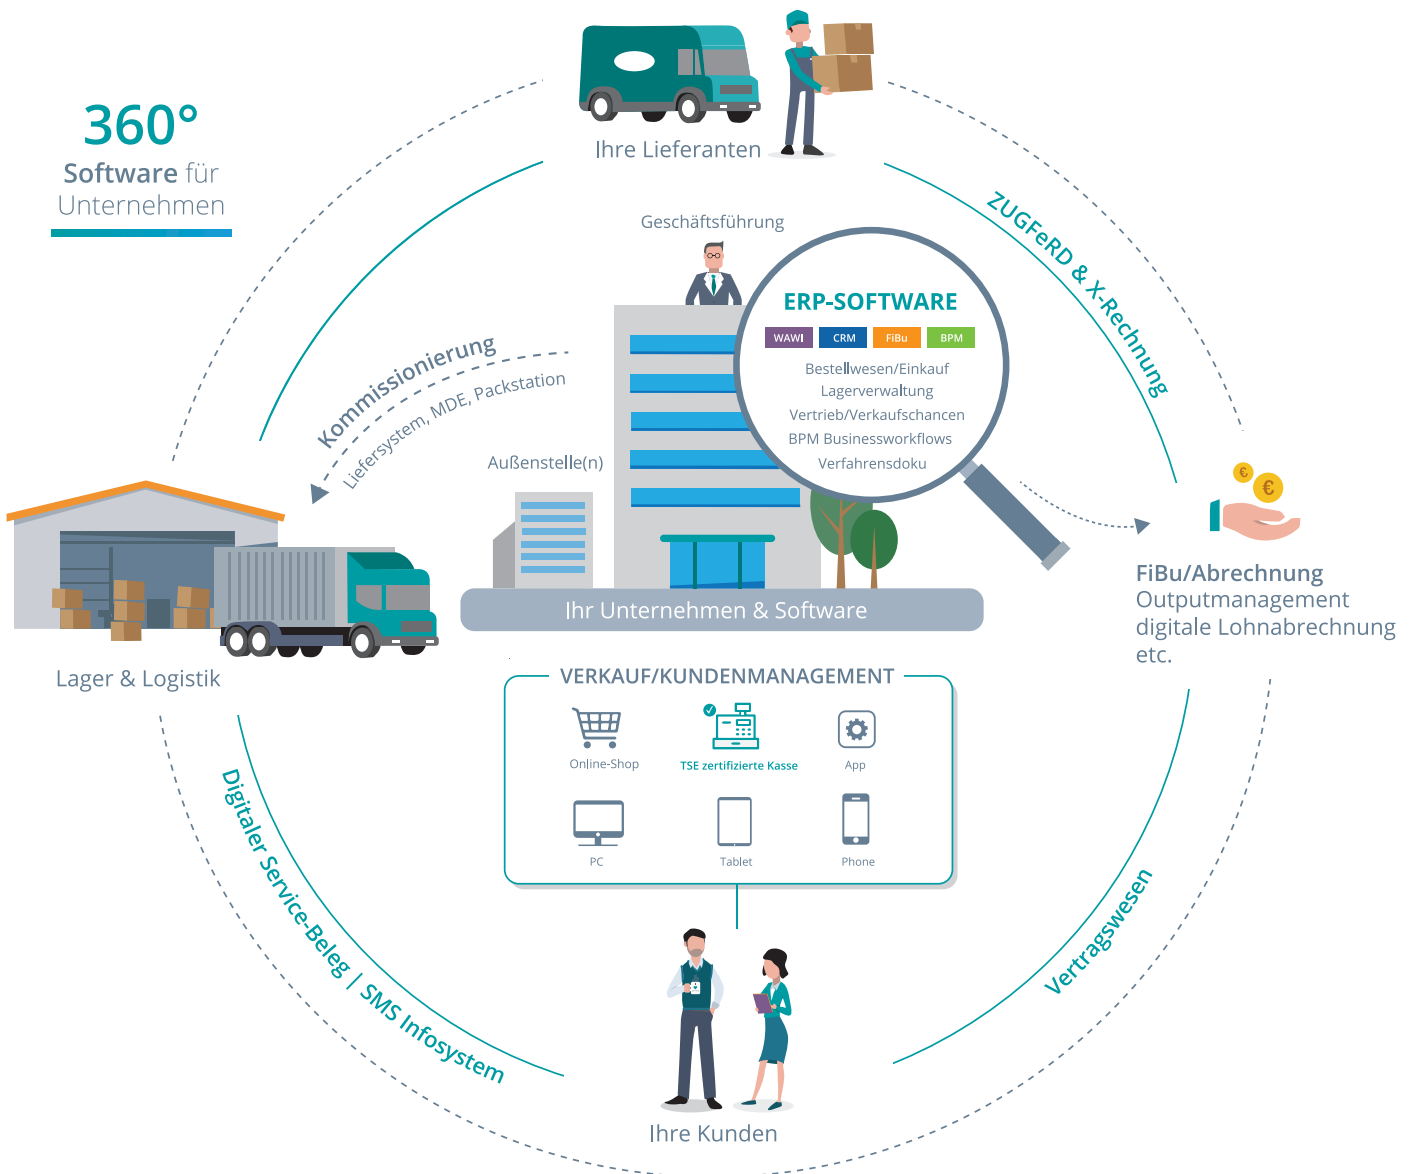 360°
Software für
Unternehmen
Ihre Lieferanten
Geschäftsführung
ZUGFeRD & X-Rechnung
ERP-SOFTWARE
WAWI CRM FiBu BPM
Bestellwesen/Einkauf
Lagerverwaltung
Vertrieb/Verkaufschancen
BPM Businessworkflows
Verfahrensdoku
Kommissionierung
Liefersystem, MDE, Packstation
Außenstelle(n)
€ €
FiBu/Abrechnung
Outputmanagement
digitale Lohnabrechnung
etc.
Ihr Unternehmen & Software
Lager & Logistik
VERKAUF/KUNDENMANAGEMENT
Online-Shop
TSE zertifizierte Kasse
App
PC
Tablet
Phone
Digitaler Service-Beleg | SMS Infosystem
Vertragswesen
Ihre Kunden